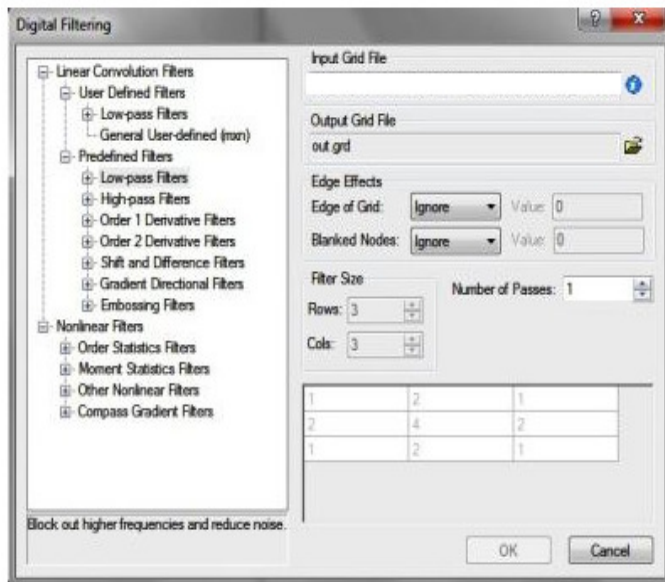 Digital Filtering
Linear Convolution Filters
User Defined Filters
Low-pass Filters
General User-defined (mxn)
Predefined Filters
Low-pass Filters
High-pass Filters
Order 1 Derivative Filters
Order 2 Derivative Filters
Shift and Difference Filters
Gradient Directional Filters
Embossing Filters
Nonlinear Filters
Order Statistics Filters
Moment Statistics Filters
Other Nonlinear Filters
Compass Gradient Filters
Block out higher frequencies and reduce noise.
Input Grid File
Output Grid File
out.grd
Edge Effects
Edge of Grid: Ignore Value: 0
Blanked Nodes: Ignore Value: 0
Filter Size
Rows: 3
Cols: 3
Number of Passes: 1
1 2 1
2 4 2
1 2 1
OK Cancel